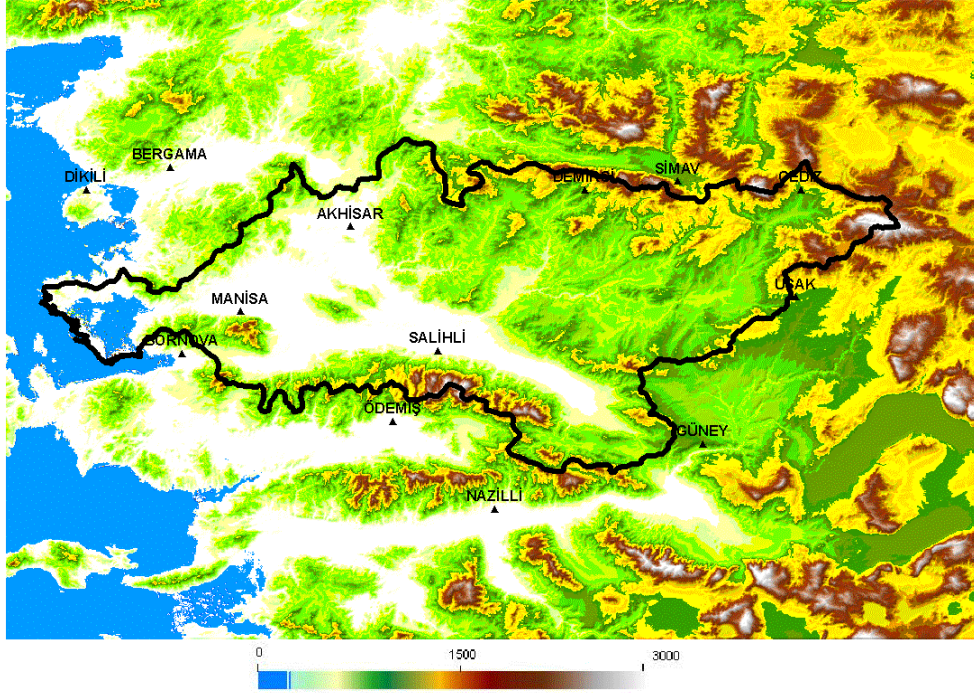 BERGAMA
DİKİLİ
SİMAV
DEMİRCİ
GEDİZ
AKHİSAR
UŞAK
MANİSA
BORNOVA
SALİHLİ
ÖDEMİŞ
GÜNEY
NAZİLLİ
0 1500 3000